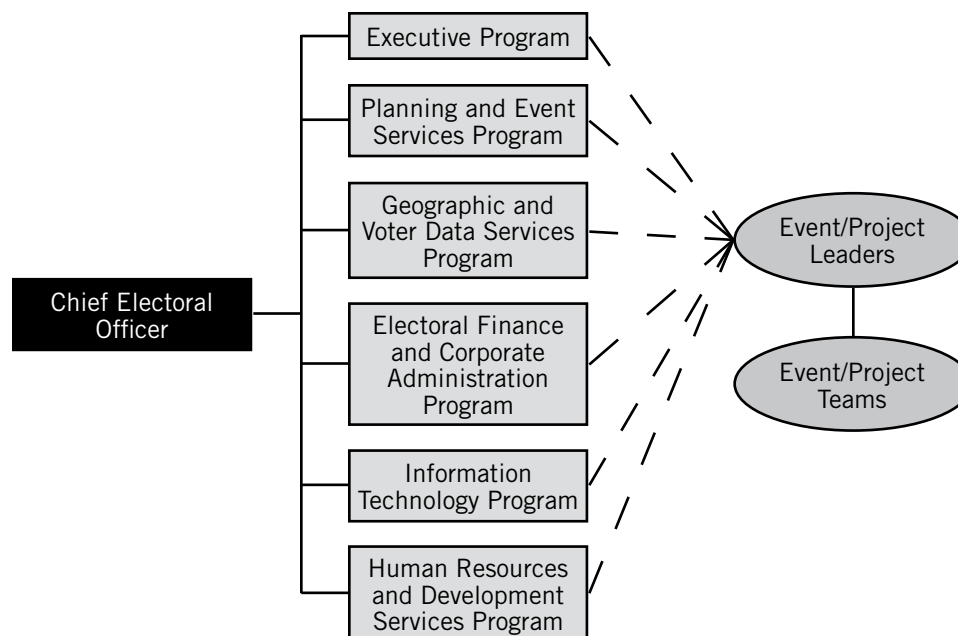 Executive Program
Planning and Event
Services Program
Geographic and
Voter Data Services
Program
Chief Electoral
Officer
Electoral Finance
and Corporate
Administration
Program
Information
Technology Program
Human Resources
and Development
Services Program
Event/Project
Leaders
Event/Project
Teams